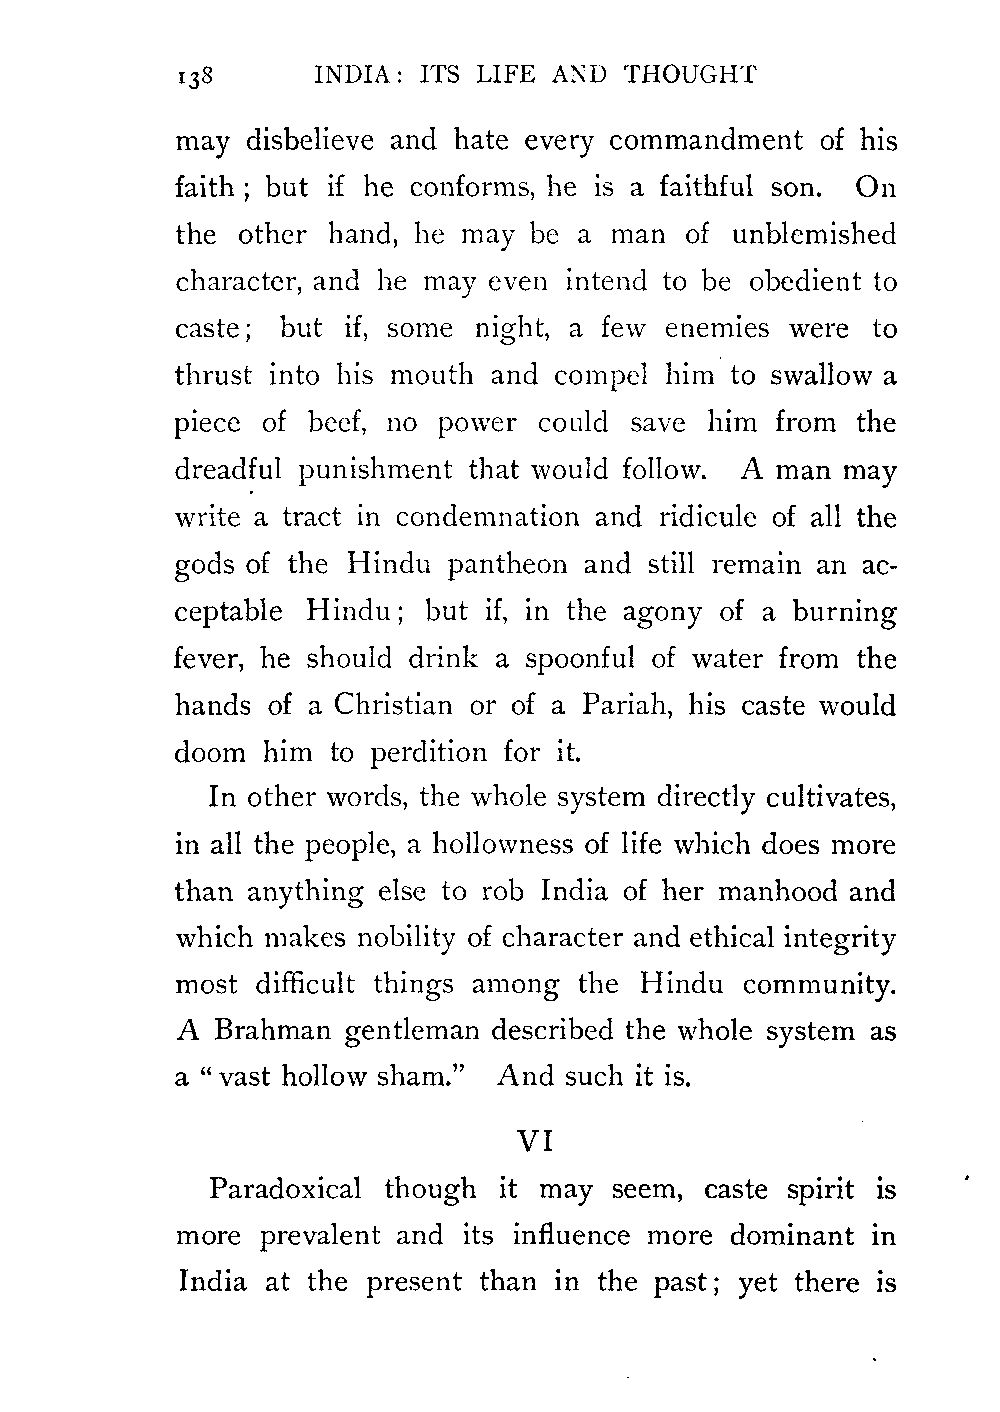 138 INDIA: ITS LIFE AND THOUGHT
may disbelieve and hate every commandment of his
faith; but if he conforms, he is a faithful son. On
the other hand, he may be a man of unblemished
character, and he may even intend to be obedient to
caste; but if, some night, a few enemies were to
thrust into his mouth and compel him to swallow a
piece of beef, no power could save him from the
dreadful punishment that would follow. A man may
write a tract in condemnation and ridicule of all the
gods of the Hindu pantheon and still remain an ac-
ceptable Hindu; but if, in the agony of a burning
fever, he should drink a spoonful of water from the
hands of a Christian or of a Pariah, his caste would
doom him to perdition for it.
In other words, the whole system directly cultivates,
in all the people, a hollowness of life which does more
than anything else to rob India of her manhood and
which makes nobility of character and ethical integrity
most difficult things among the Hindu community.
A Brahman gentleman described the whole system as
a "vast hollow sham." And such it is.
VI
Paradoxical though it may seem, caste spirit is
more prevalent and its influence more dominant in
India at the present than in the past; yet there is